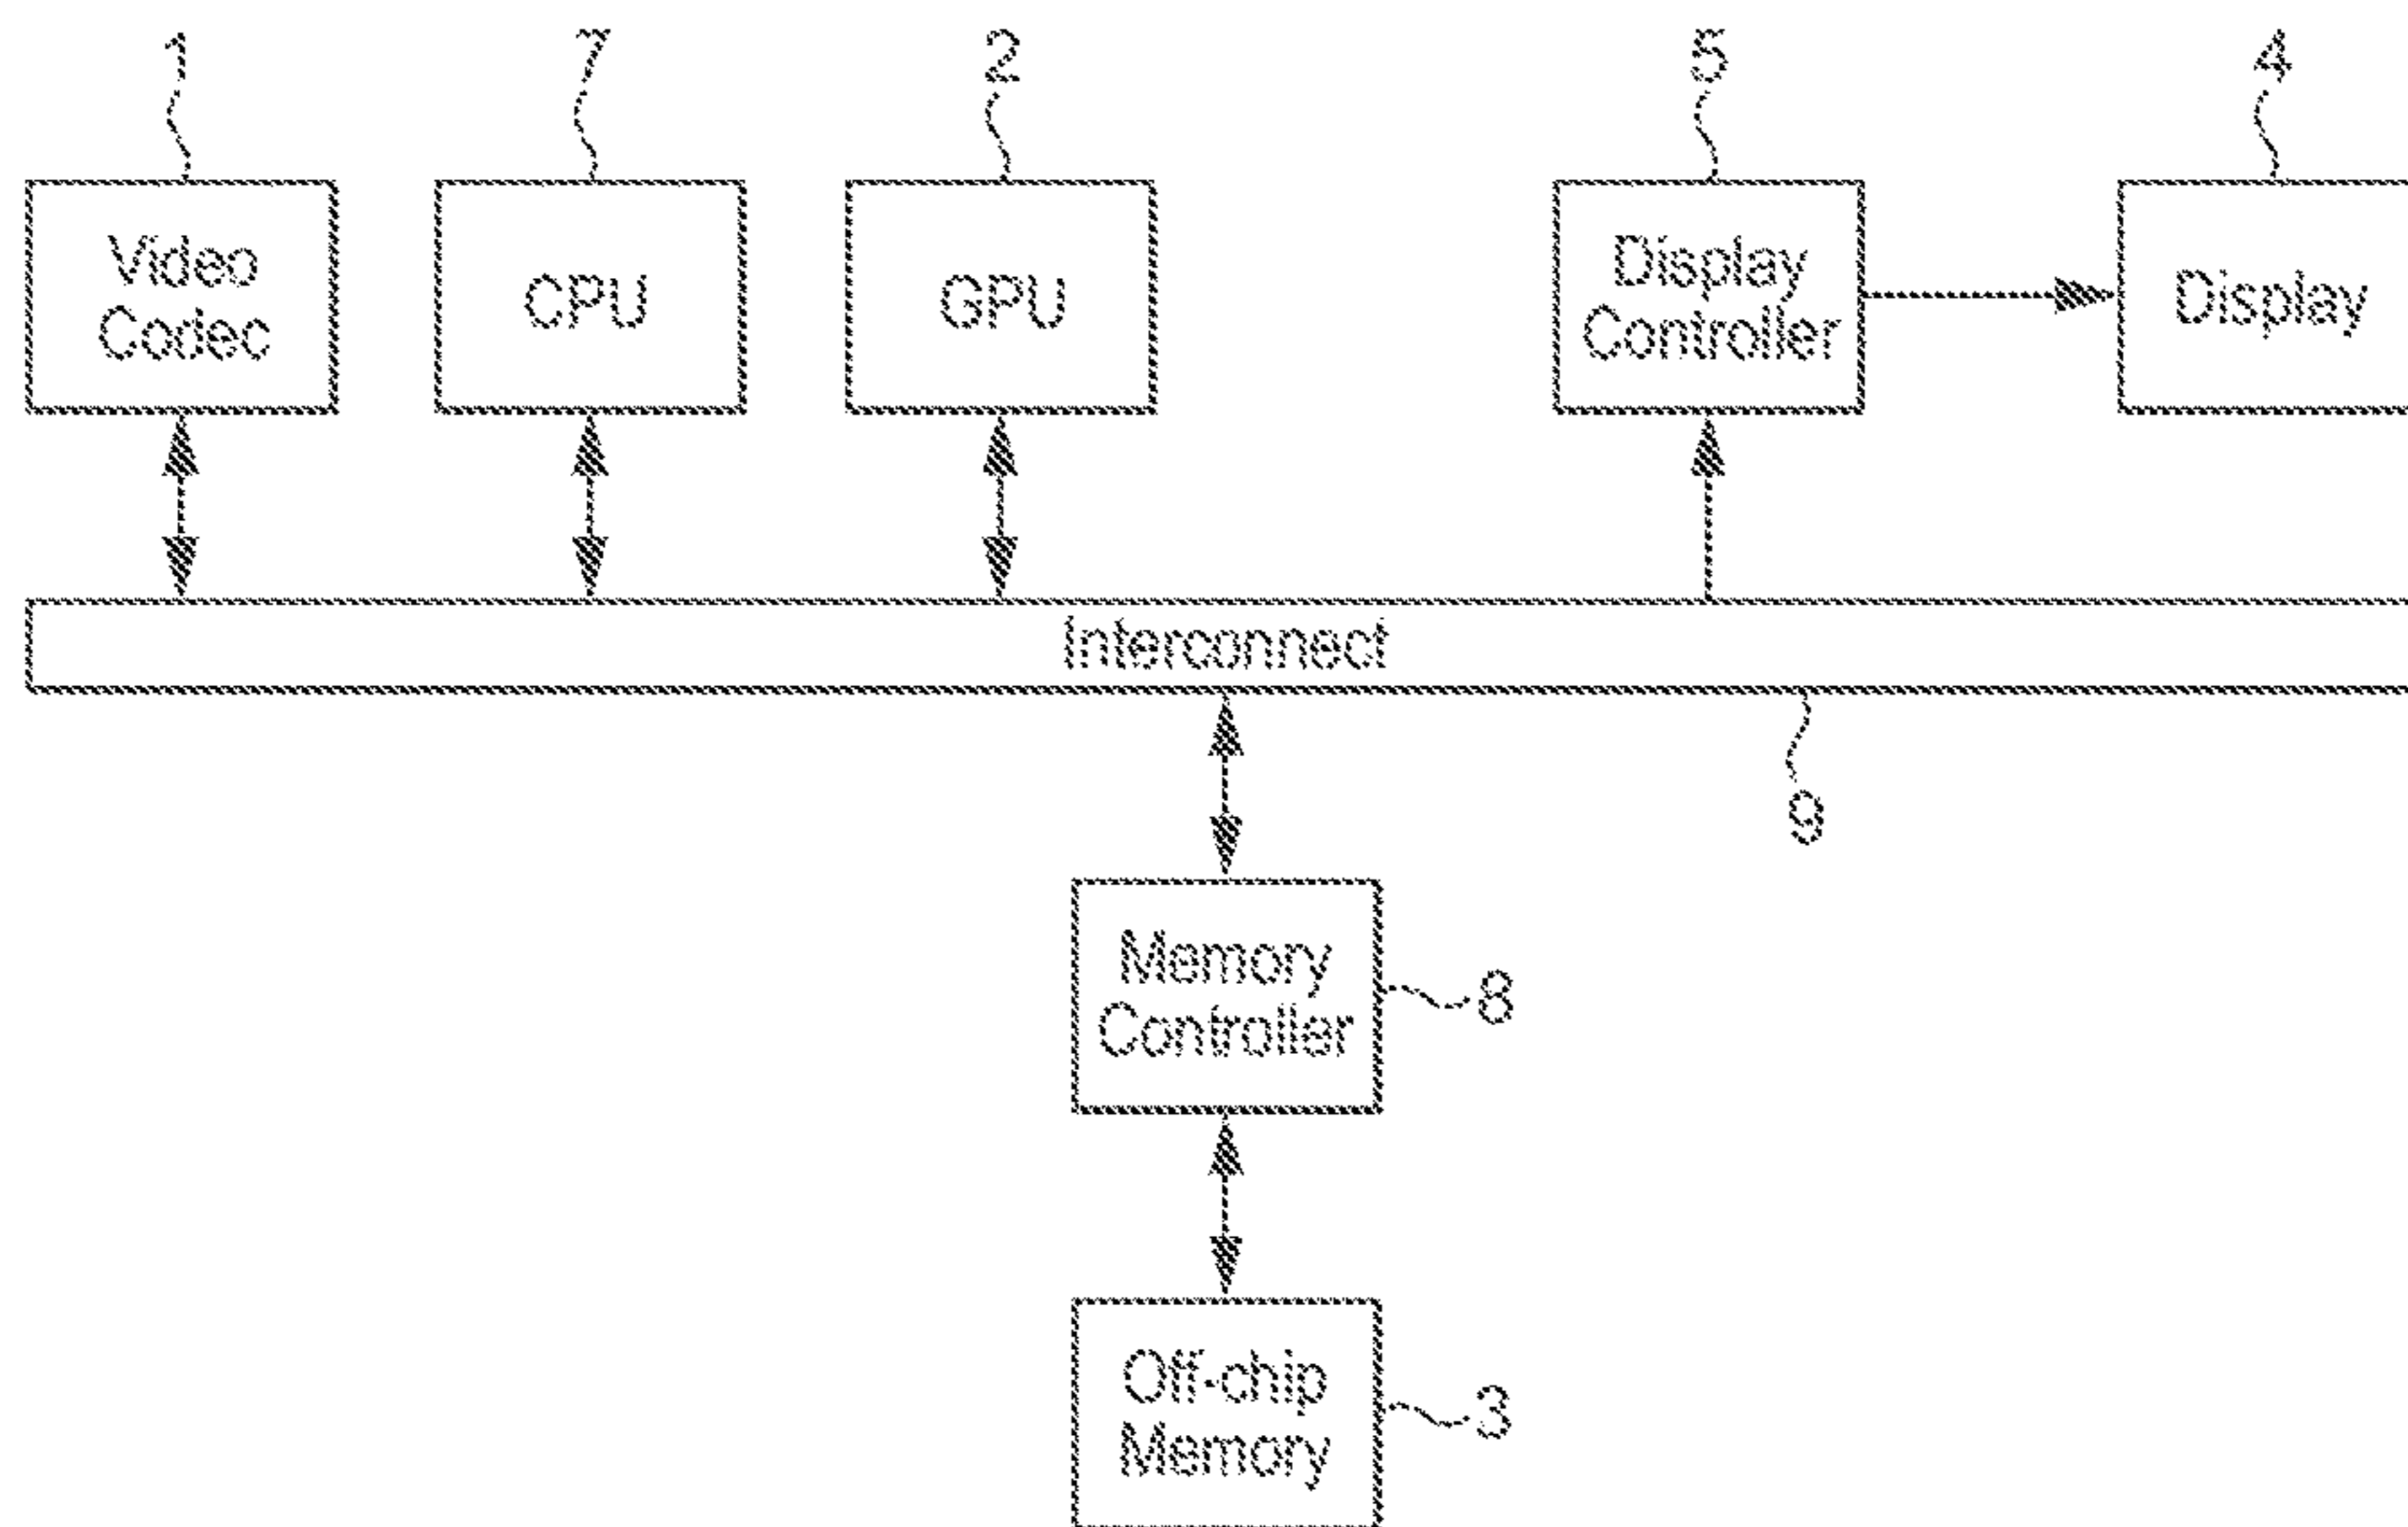 1
7
2
5
4
Video
Codec
CPU
GPU
Display
Controller
Display
Interconnect
9
Memory
Controller
8
Off-chip
Memory
3